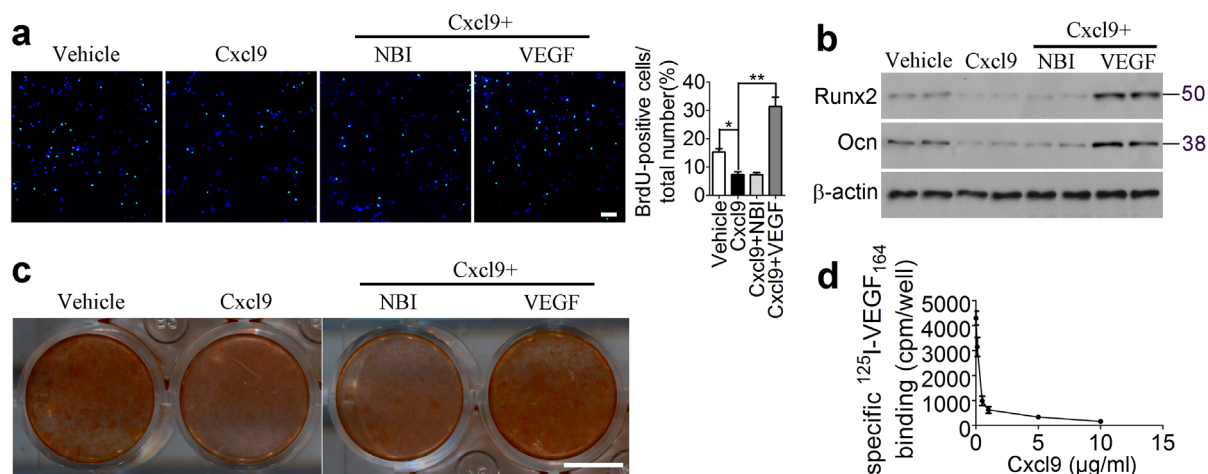 a
Cxcl9+
Vehicle Cxcl9 NBI VEGF
BrdU-positive cells/
total number(%)
50
40
30
20
10
0
*
**
Vehicle
Cxcl9
Cxcl9+NBI
Cxcl9+VEGF
b
Cxcl9+
Vehicle Cxcl9 NBI VEGF
Runx2 50
Ocn 38
β-actin
c
Cxcl9+
Vehicle Cxcl9 NBI VEGF
d
specific ¹²⁵I-VEGF₁₆₄
binding (cpm/well)
5000
4000
3000
2000
1000
0
0 5 10 15
Cxcl9 (µg/ml)